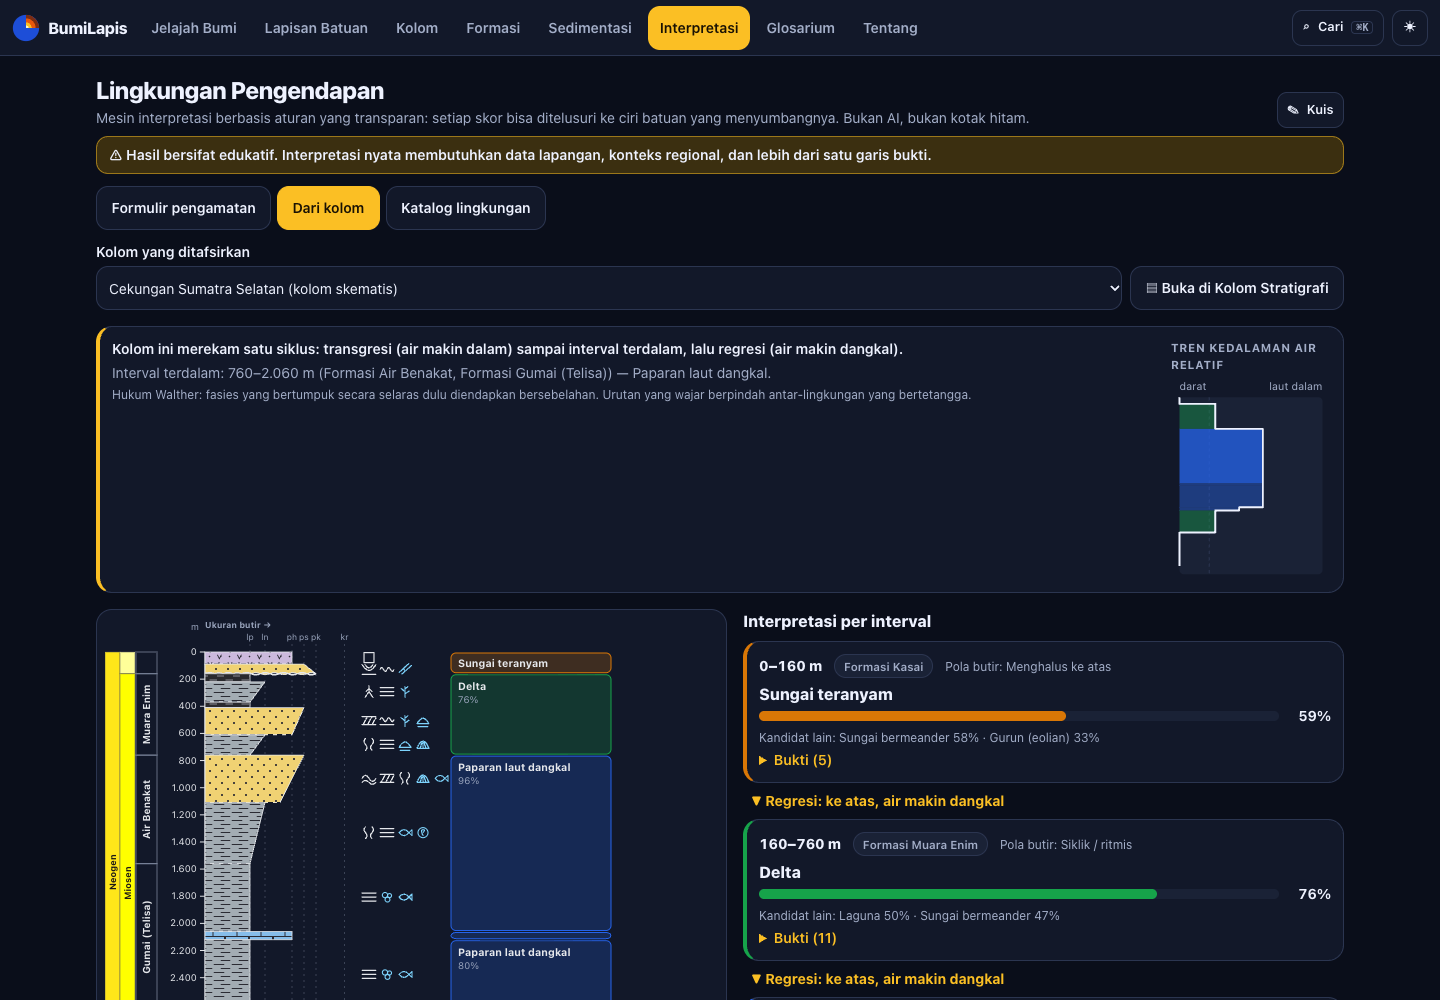 BumiLapis
Jelajah Bumi
Lapisan Batuan
Kolom
Formasi
Sedimentasi
Interpretasi
Glosarium
Tentang
Cari ⌘K
Lingkungan Pengendapan
Mesin interpretasi berbasis aturan yang transparan: setiap skor bisa ditelusuri ke ciri batuan yang menyumbangnya. Bukan AI, bukan kotak hitam.
✎ Kuis
⚠ Hasil bersifat edukatif. Interpretasi nyata membutuhkan data lapangan, konteks regional, dan lebih dari satu garis bukti.
Formulir pengamatan
Dari kolom
Katalog lingkungan
Kolom yang ditafsirkan
Cekungan Sumatra Selatan (kolom skematis)
▤ Buka di Kolom Stratigrafi
Kolom ini merekam satu siklus: transgresi (air makin dalam) sampai interval terdalam, lalu regresi (air makin dangkal).
Interval terdalam: 760–2.060 m (Formasi Air Benakat, Formasi Gumai (Telisa)) — Paparan laut dangkal.
Hukum Walther: fasies yang bertumpuk secara selaras dulu diendapkan bersebelahan. Urutan yang wajar berpindah antar-lingkungan yang bertetangga.
TREN KEDALAMAN AIR
RELATIF
darat laut dalam
m Ukuran butir →
lp ln ph ps pk kr
0
200
400
600
800
1.000
1.200
1.400
1.600
1.800
2.000
2.200
2.400
Neogen
Miosen
Muara Enim
Air Benakat
Gumai (Telisa)
Sungai teranyam
Delta
76%
Paparan laut dangkal
96%
Paparan laut dangkal
80%
Interpretasi per interval
0–160 m Formasi Kasai Pola butir: Menghalus ke atas
Sungai teranyam
59%
Kandidat lain: Sungai bermeander 58% · Gurun (eolian) 33%
▶ Bukti (5)
▼ Regresi: ke atas, air makin dangkal
160–760 m Formasi Muara Enim Pola butir: Siklik / ritmis
Delta
76%
Kandidat lain: Laguna 50% · Sungai bermeander 47%
▶ Bukti (11)
▼ Regresi: ke atas, air makin dangkal